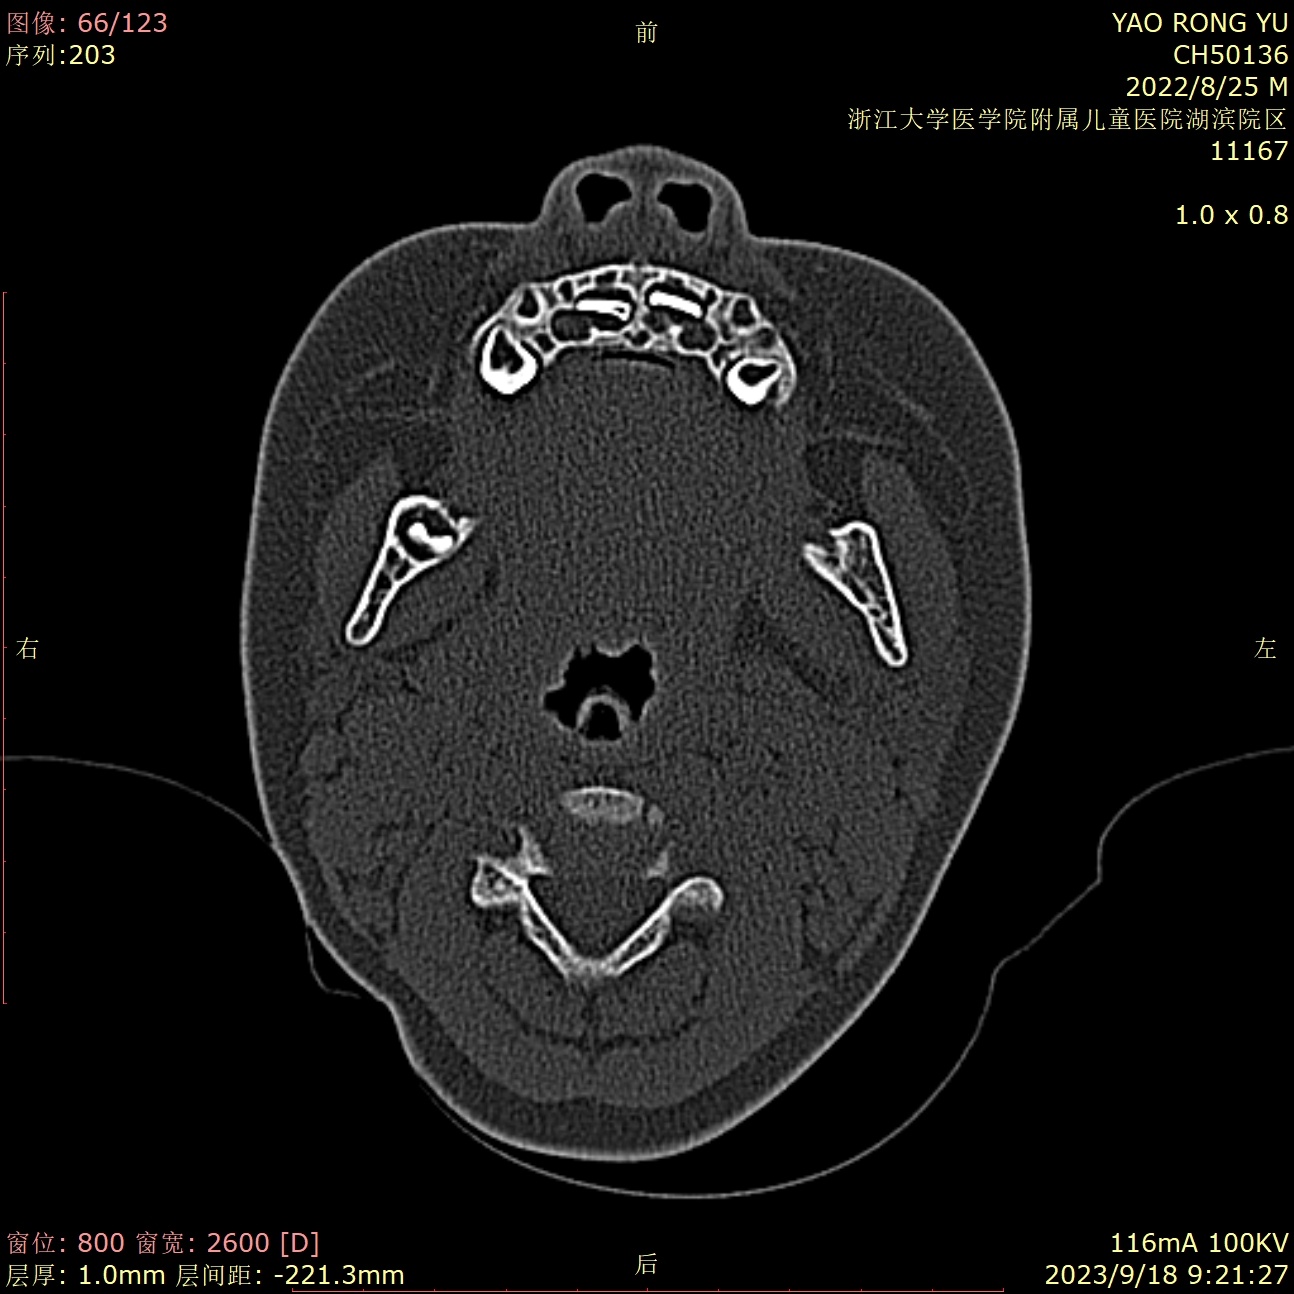 图像: 66/123
序列:203
前
YAO RONG YU
CH50136
2022/8/25 M
浙江大学医学院附属儿童医院湖滨院区
11167
1.0 x 0.8
右
左
窗位: 800 窗宽: 2600 [D]
层厚: 1.0mm 层间距: -221.3mm
后
116mA 100KV
2023/9/18 9:21:27